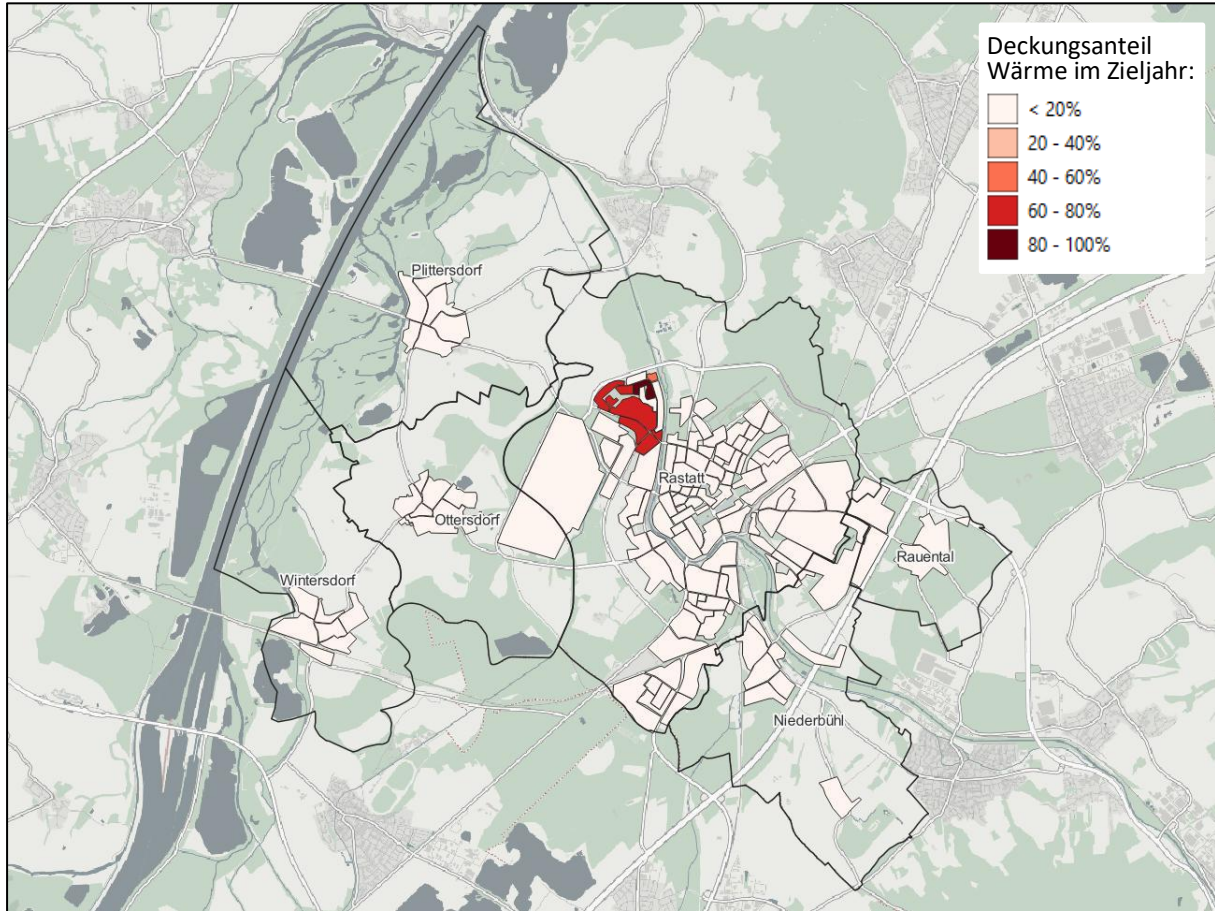 Deckungsanteil
Wärme im Zieljahr:
< 20%
20 - 40%
40 - 60%
60 - 80%
80 - 100%
Plittersdorf
Rastatt
Ottersdorf
Rauental
Wintersdorf
Niederbühl